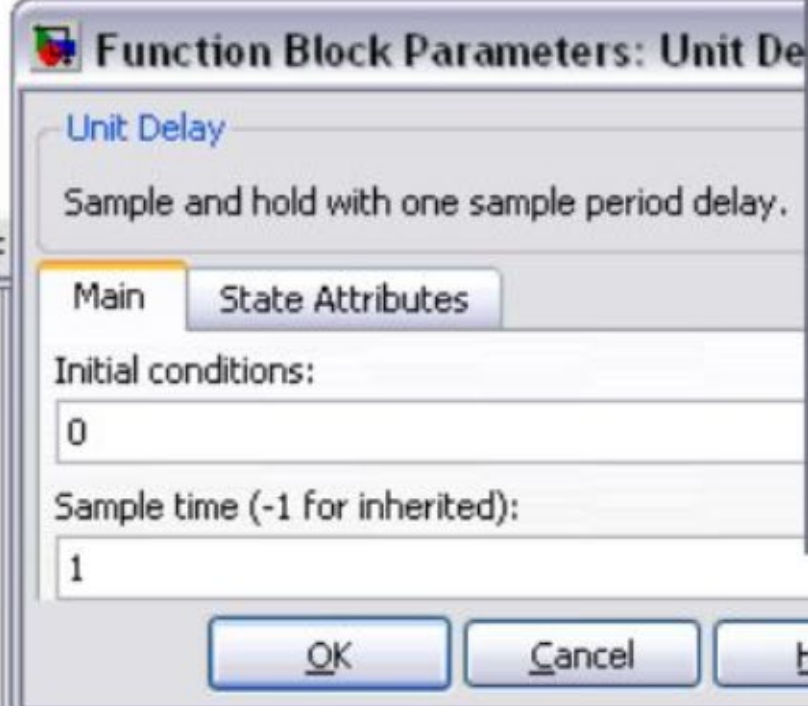 Function Block Parameters: Unit De
Unit Delay
Sample and hold with one sample period delay.
Main State Attributes
Initial conditions:
0
Sample time (-1 for inherited):
1
OK Cancel H